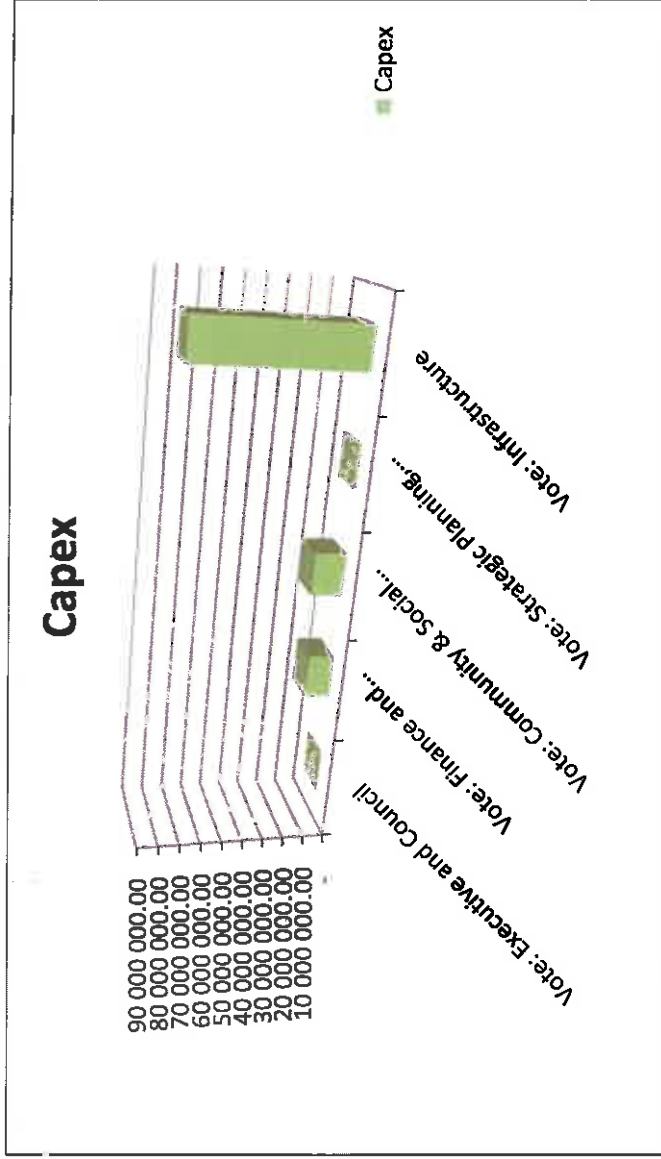 Capex
90 000 000.00
80 000 000.00
70 000 000.00
60 000 000.00
50 000 000.00
40 000 000.00
30 000 000.00
20 000 000.00
10 000 000.00
-
Vote: Executive and Council
Vote: Finance and...
Vote: Community & Social...
Vote: Strategic Planning,...
Vote: Infrastructure
Capex